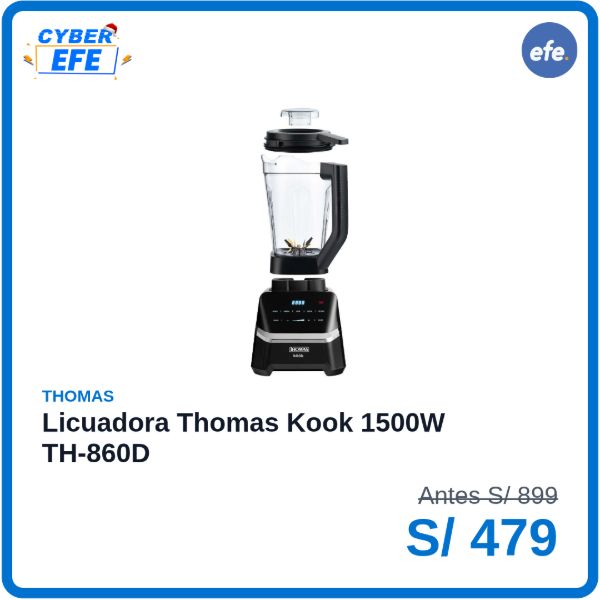 CYBER
EFE
efe.
THOMAS
Licuadora Thomas Kook 1500W
TH-860D
Antes S/ 899
S/ 479